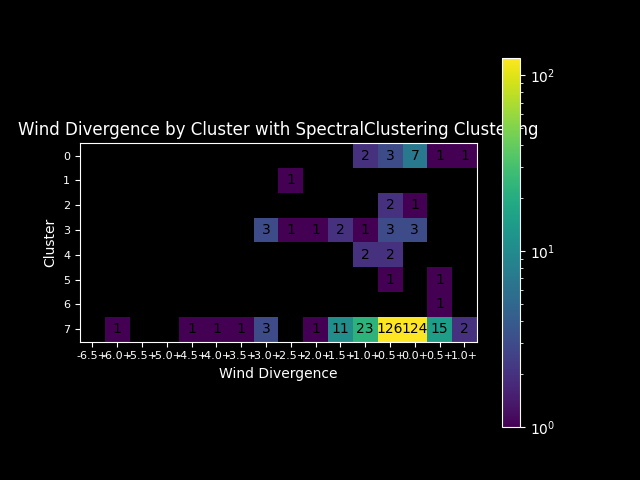 Wind Divergence by Cluster with SpectralClustering Clustering
10²
0 2 3 7 1 1
1 1
2 2 1
3 3 1 1 2 1 3 3
4 2 2
5 1 1
6 1
7 1 1 1 1 3 1 11 23 126 124 15 2
Cluster
-6.5+ -6.0+ -5.5+ -5.0+ -4.5+ -4.0+ -3.5+ -3.0+ -2.5+ -2.0+ -1.5+ -1.0+ -0.5+ 0.0+ 0.5+ 1.0+
Wind Divergence
10¹
10⁰